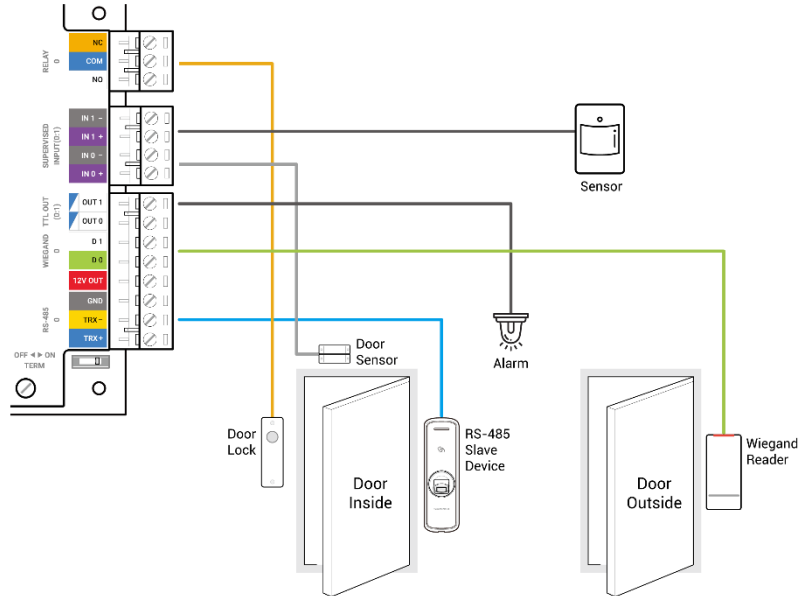 RELAY
0
NC
COM
NO
SUPERVISED
INPUT(0:1)
IN 1 −
IN 1 +
IN 0 −
IN 0 +
TTL OUT
(0:1)
OUT 1
OUT 0
WIEGAND
0
D 1
D 0
12V OUT
GND
RS-485
0
TRX−
TRX+
OFF ◄► ON
TERM
Sensor
Alarm
Door
Sensor
Door
Lock
Door
Inside
RS-485
Slave
Device
Door
Outside
Wiegand
Reader